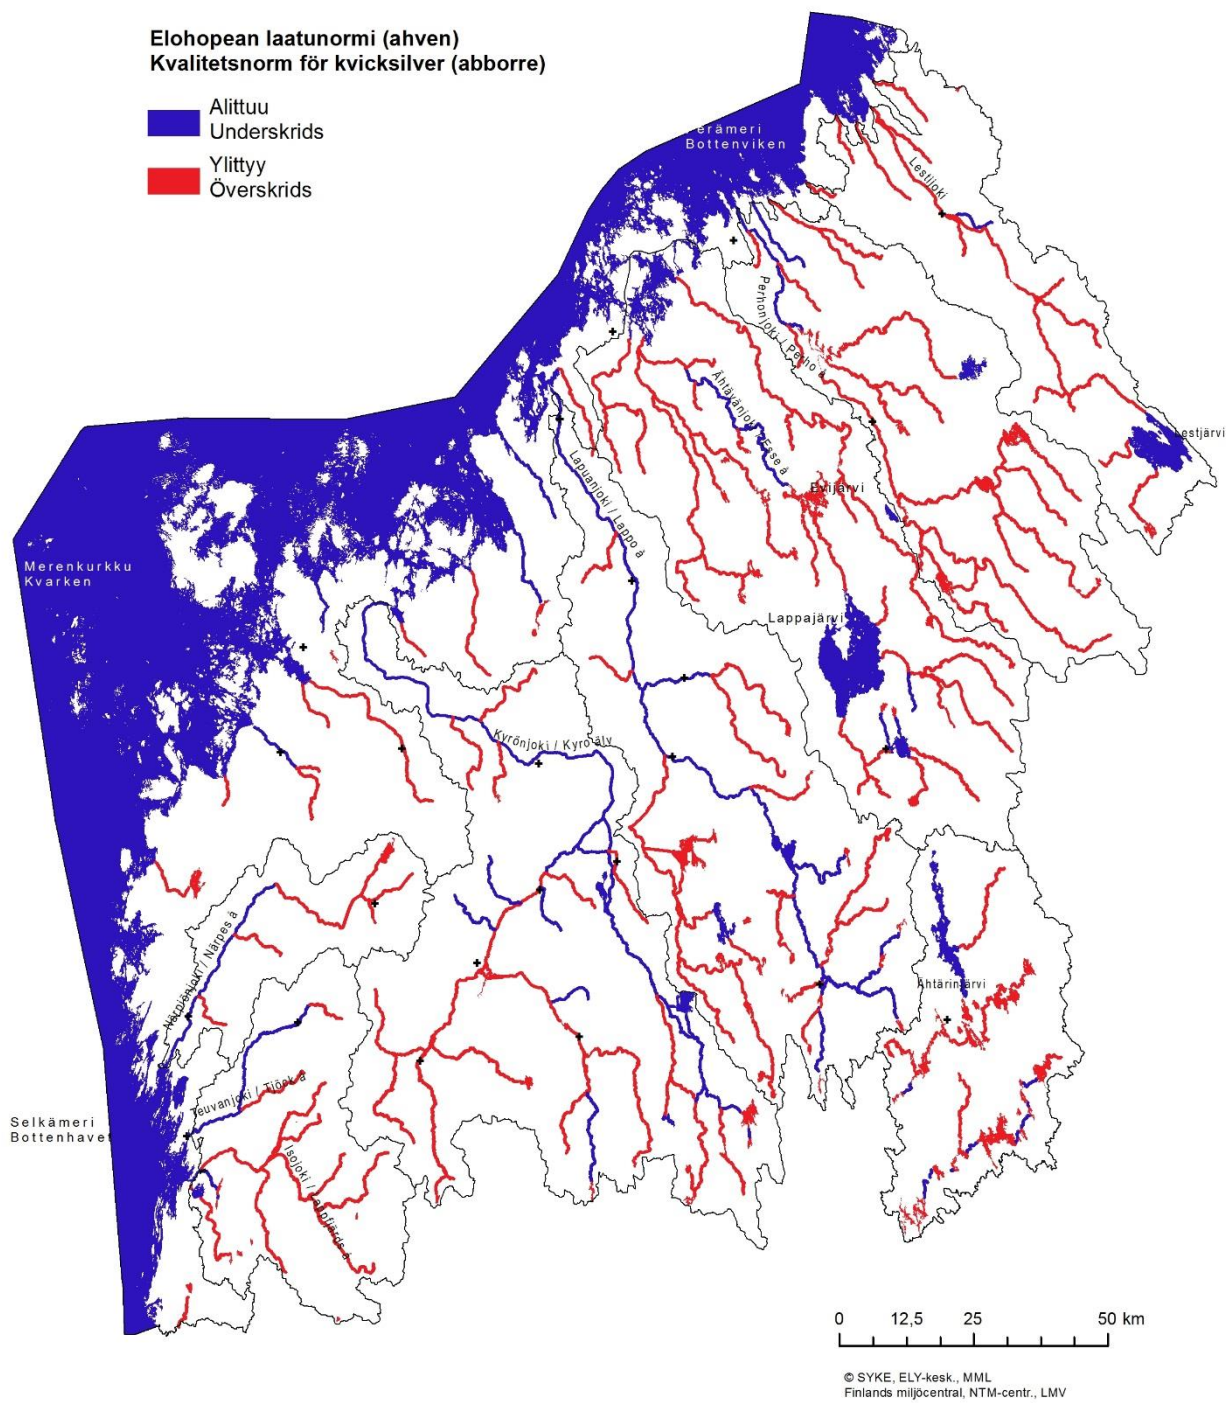 Elohopean laatunormi (ahven)
Kvalitetsnorm för kvicksilver (abborre)
Alittuu
Underskrids
Ylittyy
Överskrids
Perämeri
Bottenviken
Lestijoki
Perhonjoki / Perho å
Ähtävänjoki / Esse å
Lestjärvi
Lapuanjoki / Lappo å
Evijärvi
Merenkurkku
Kvarken
Lappajärvi
Kyrönjoki / Kyro älv
Närpiönjoki / Närpes å
Ähtärinjärvi
Teuvanjoki / Tjöck å
Selkämeri
Bottenhavet
Isojoki / Lappfjärds å
0 12,5 25 50 km
© SYKE, ELY-kesk., MML
Finlands miljöcentral, NTM-centr., LMV